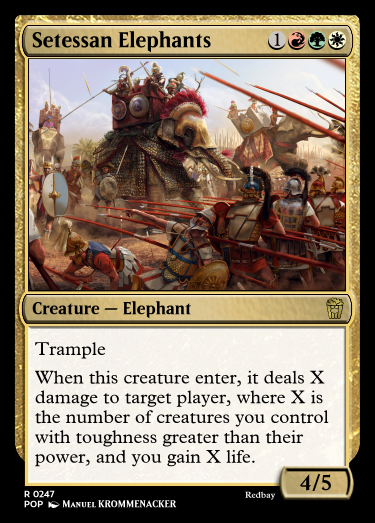 Setessan Elephants 1
Creature — Elephant
Trample
When this creature enter, it deals X
damage to target player, where X is
the number of creatures you control
with toughness greater than their
power, and you gain X life.
4/5
R 0247
Redbay
POP Manuel KROMMENACKER